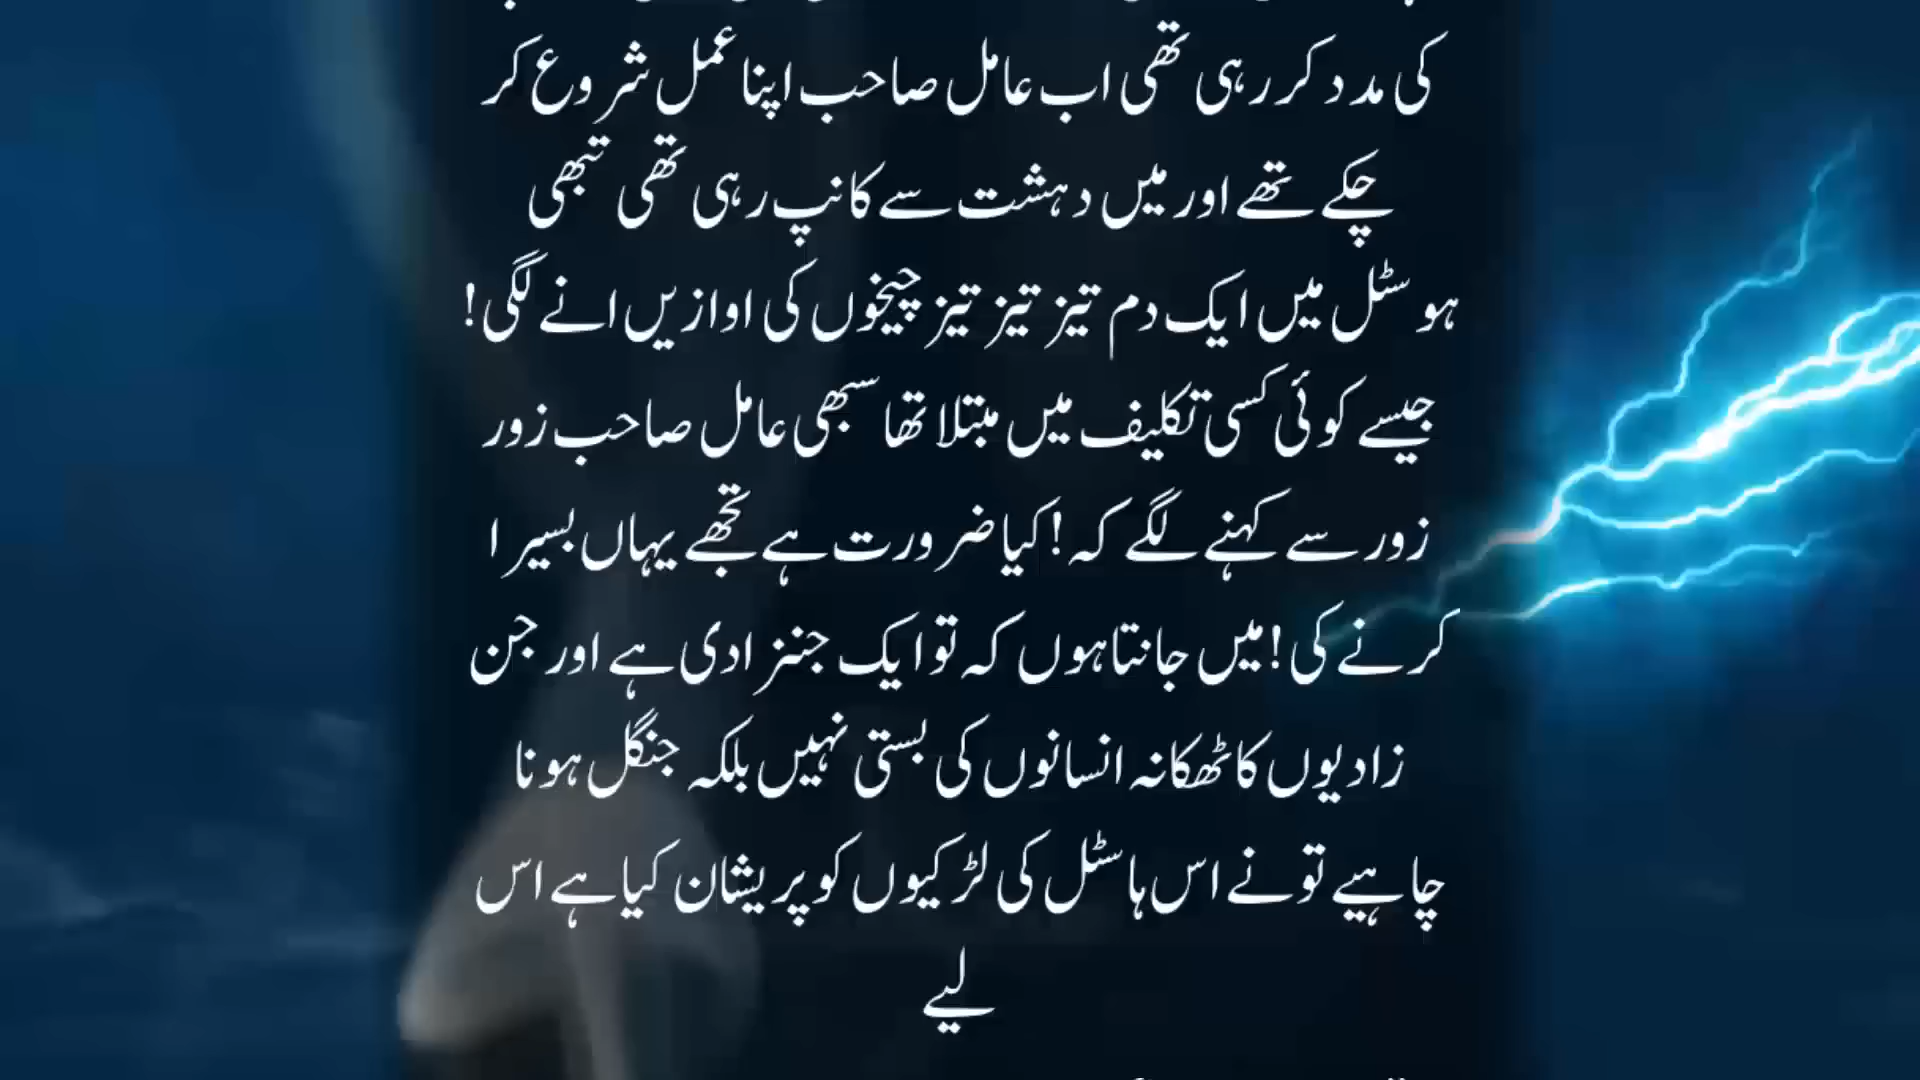 کی مدد کر رہی تھی اب عامل صاحب اپنا عمل شروع کر
چکے تھے اور میں دہشت سے کانپ رہی تھی تبھی
ہوسٹل میں ایک دم تیز تیز تیز چیخوں کی اوازیں انے لگی!
جیسے کوئی کسی تکلیف میں مبتلا تھا سبھی عامل صاحب زور
زور سے کہنے لگے کہ! کیا ضرورت ہے تجھے یہاں بسیرا
کرنے کی! میں جانتا ہوں کہ تو ایک جنزادی ہے اور جن
زادیوں کا ٹھکانہ انسانوں کی بستی نہیں بلکہ جنگل ہونا
چاہیے تو نے اس ہاسٹل کی لڑکیوں کو پریشان کیا ہے اس
لیے